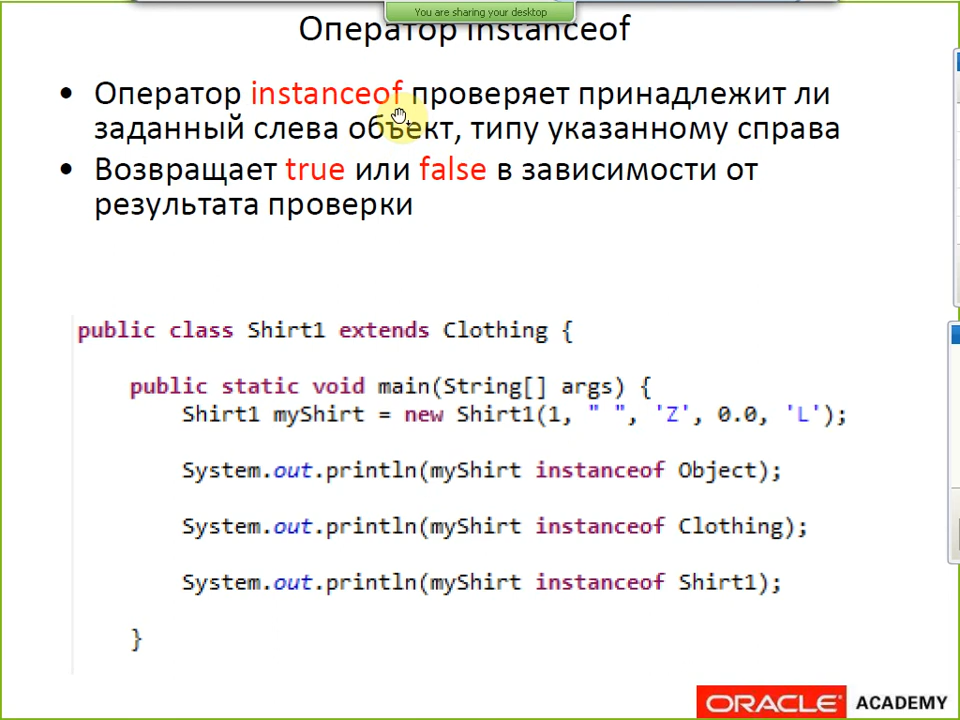 You are sharing your desktop
Оператор instanceof
• Оператор instanceof проверяет принадлежит ли
заданный слева объект, типу указанному справа
• Возвращает true или false в зависимости от
результата проверки
public class Shirt1 extends Clothing {
public static void main(String[] args) {
Shirt1 myShirt = new Shirt1(1, " ", 'Z', 0.0, 'L');
System.out.println(myShirt instanceof Object);
System.out.println(myShirt instanceof Clothing);
System.out.println(myShirt instanceof Shirt1);
}
ORACLE ACADEMY